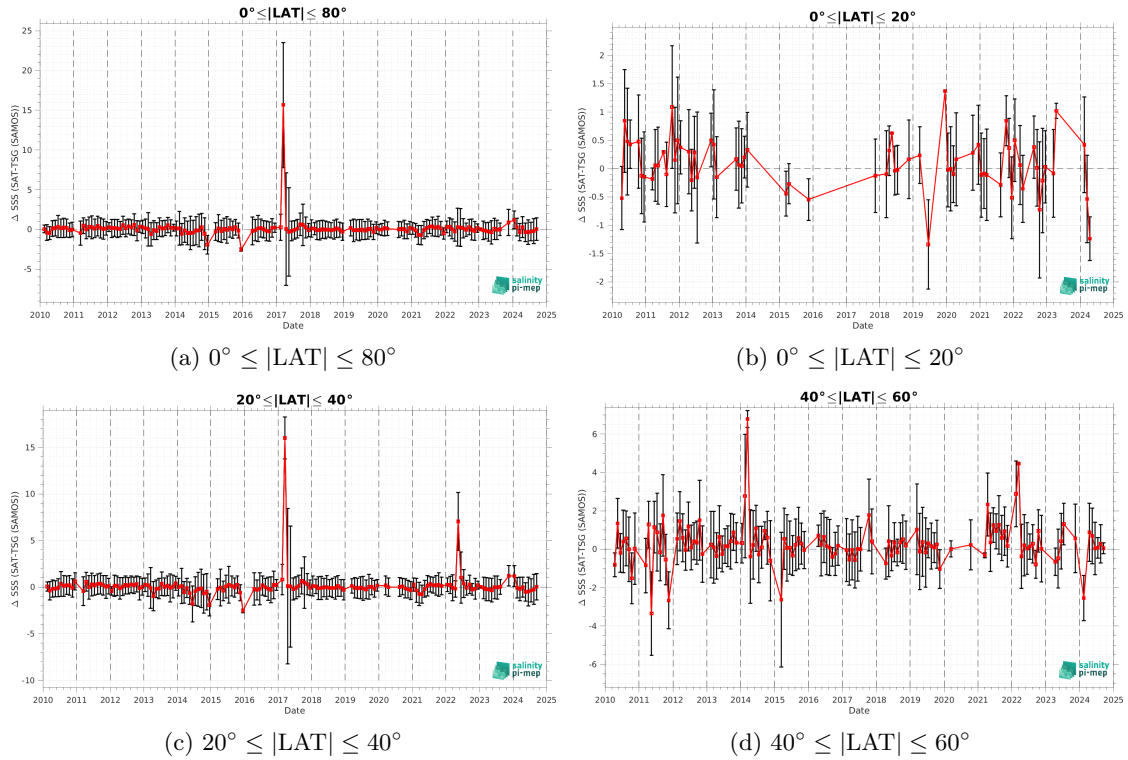 0°≤|LAT|≤ 80°
25
20
15
10
5
0
-5
Δ SSS (SAT-TSG (SAMOS))
2010 2011 2012 2013 2014 2015 2016 2017 2018 2019 2020 2021 2022 2023 2024 2025
Date
salinity
pi-mep
(a) 0° ≤ |LAT| ≤ 80°
0°≤|LAT|≤ 20°
2
1.5
1
0.5
0
-0.5
-1
-1.5
-2
Δ SSS (SAT-TSG (SAMOS))
2010 2011 2012 2013 2014 2015 2016 2017 2018 2019 2020 2021 2022 2023 2024 2025
Date
salinity
pi-mep
(b) 0° ≤ |LAT| ≤ 20°
20°≤|LAT|≤ 40°
15
10
5
0
-5
-10
Δ SSS (SAT-TSG (SAMOS))
2010 2011 2012 2013 2014 2015 2016 2017 2018 2019 2020 2021 2022 2023 2024 2025
Date
salinity
pi-mep
(c) 20° ≤ |LAT| ≤ 40°
40°≤|LAT|≤ 60°
6
4
2
0
-2
-4
-6
Δ SSS (SAT-TSG (SAMOS))
2010 2011 2012 2013 2014 2015 2016 2017 2018 2019 2020 2021 2022 2023 2024 2025
Date
salinity
pi-mep
(d) 40° ≤ |LAT| ≤ 60°